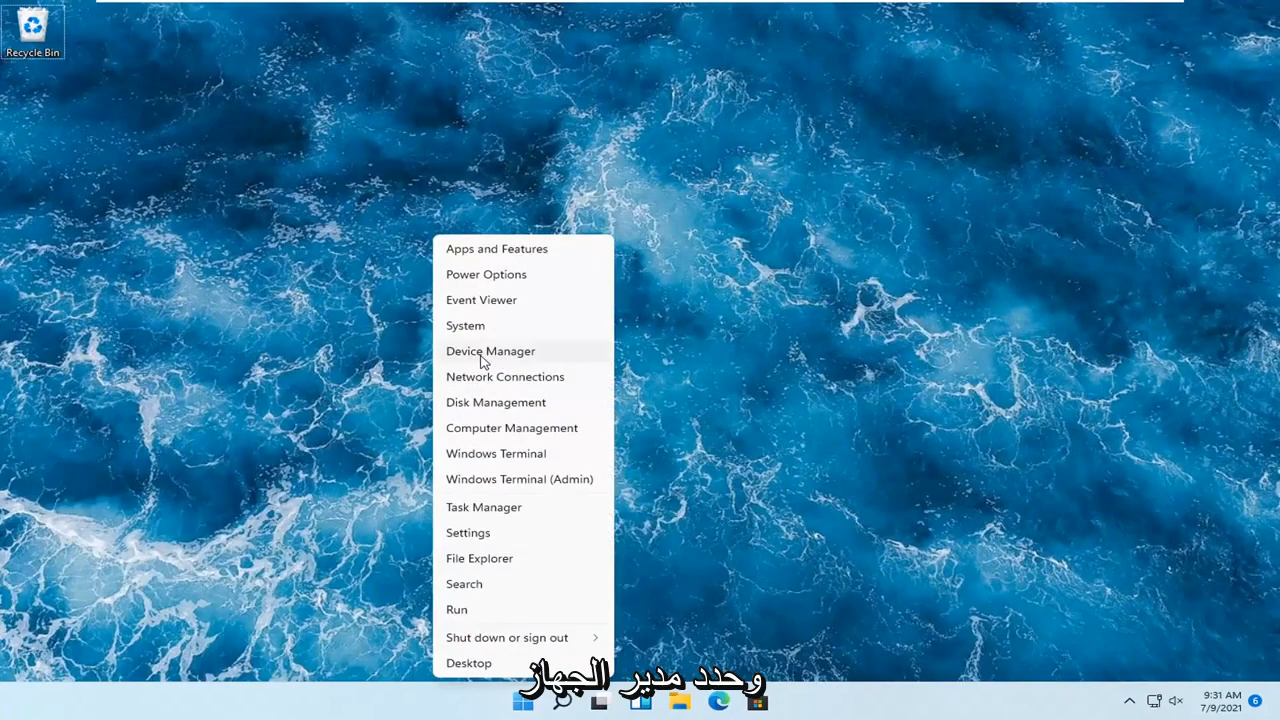 Recycle Bin
Apps and Features
Power Options
Event Viewer
System
Device Manager
Network Connections
Disk Management
Computer Management
Windows Terminal
Windows Terminal (Admin)
Task Manager
Settings
File Explorer
Search
Run
Shut down or sign out
Desktop
وحدد مدير الجهاز
9:31 AM
7/9/2021
6